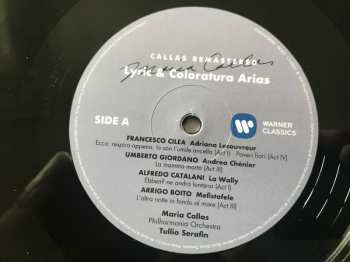 CALLAS REMASTERED
Maria Callas
Lyric & Coloratura Arias
SIDE A
WARNER
CLASSICS
FRANCESCO CILEA Adriana Lecouvreur
Ecco: respiro appena. Io son l'umile ancella [Act I] Poveri fiori [Act IV]
UMBERTO GIORDANO Andrea Chénier
La mamma morta [Act III]
ALFREDO CATALANI La Wally
Ebben? ne andrò lontana [Act I]
ARRIGO BOITO Mefistofele
L'altra notte in fondo al mare [Act III]
Maria Callas
Philharmonia Orchestra
Tullio Serafin